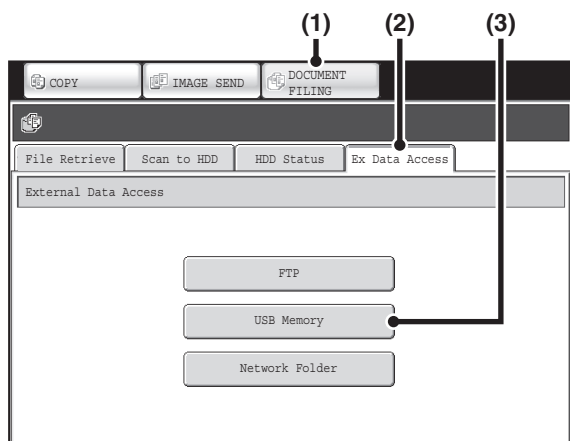 (1) (2) (3)
COPY IMAGE SEND DOCUMENT
FILING
File Retrieve Scan to HDD HDD Status Ex Data Access
External Data Access
FTP
USB Memory
Network Folder